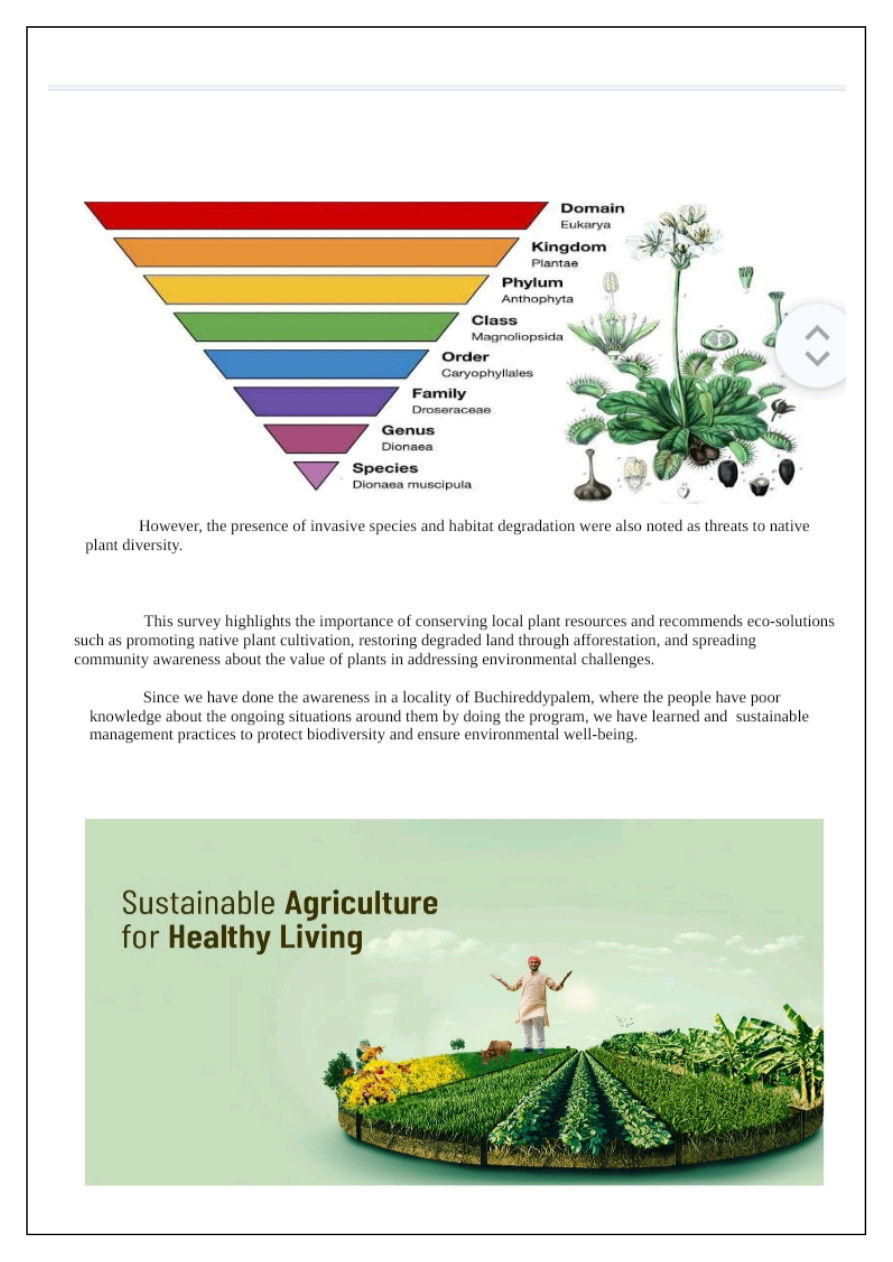 Domain
Eukarya
Kingdom
Plantae
Phylum
Anthophyta
Class
Magnoliopsida
Order
Caryophyllales
Family
Droseraceae
Genus
Dionaea
Species
Dionaea muscipula
However, the presence of invasive species and habitat degradation were also noted as threats to native
plant diversity.
This survey highlights the importance of conserving local plant resources and recommends eco-solutions
such as promoting native plant cultivation, restoring degraded land through afforestation, and spreading
community awareness about the value of plants in addressing environmental challenges.
Since we have done the awareness in a locality of Buchireddypalem, where the people have poor
knowledge about the ongoing situations around them by doing the program, we have learned and  sustainable
management practices to protect biodiversity and ensure environmental well-being.
Sustainable Agriculture
for Healthy Living